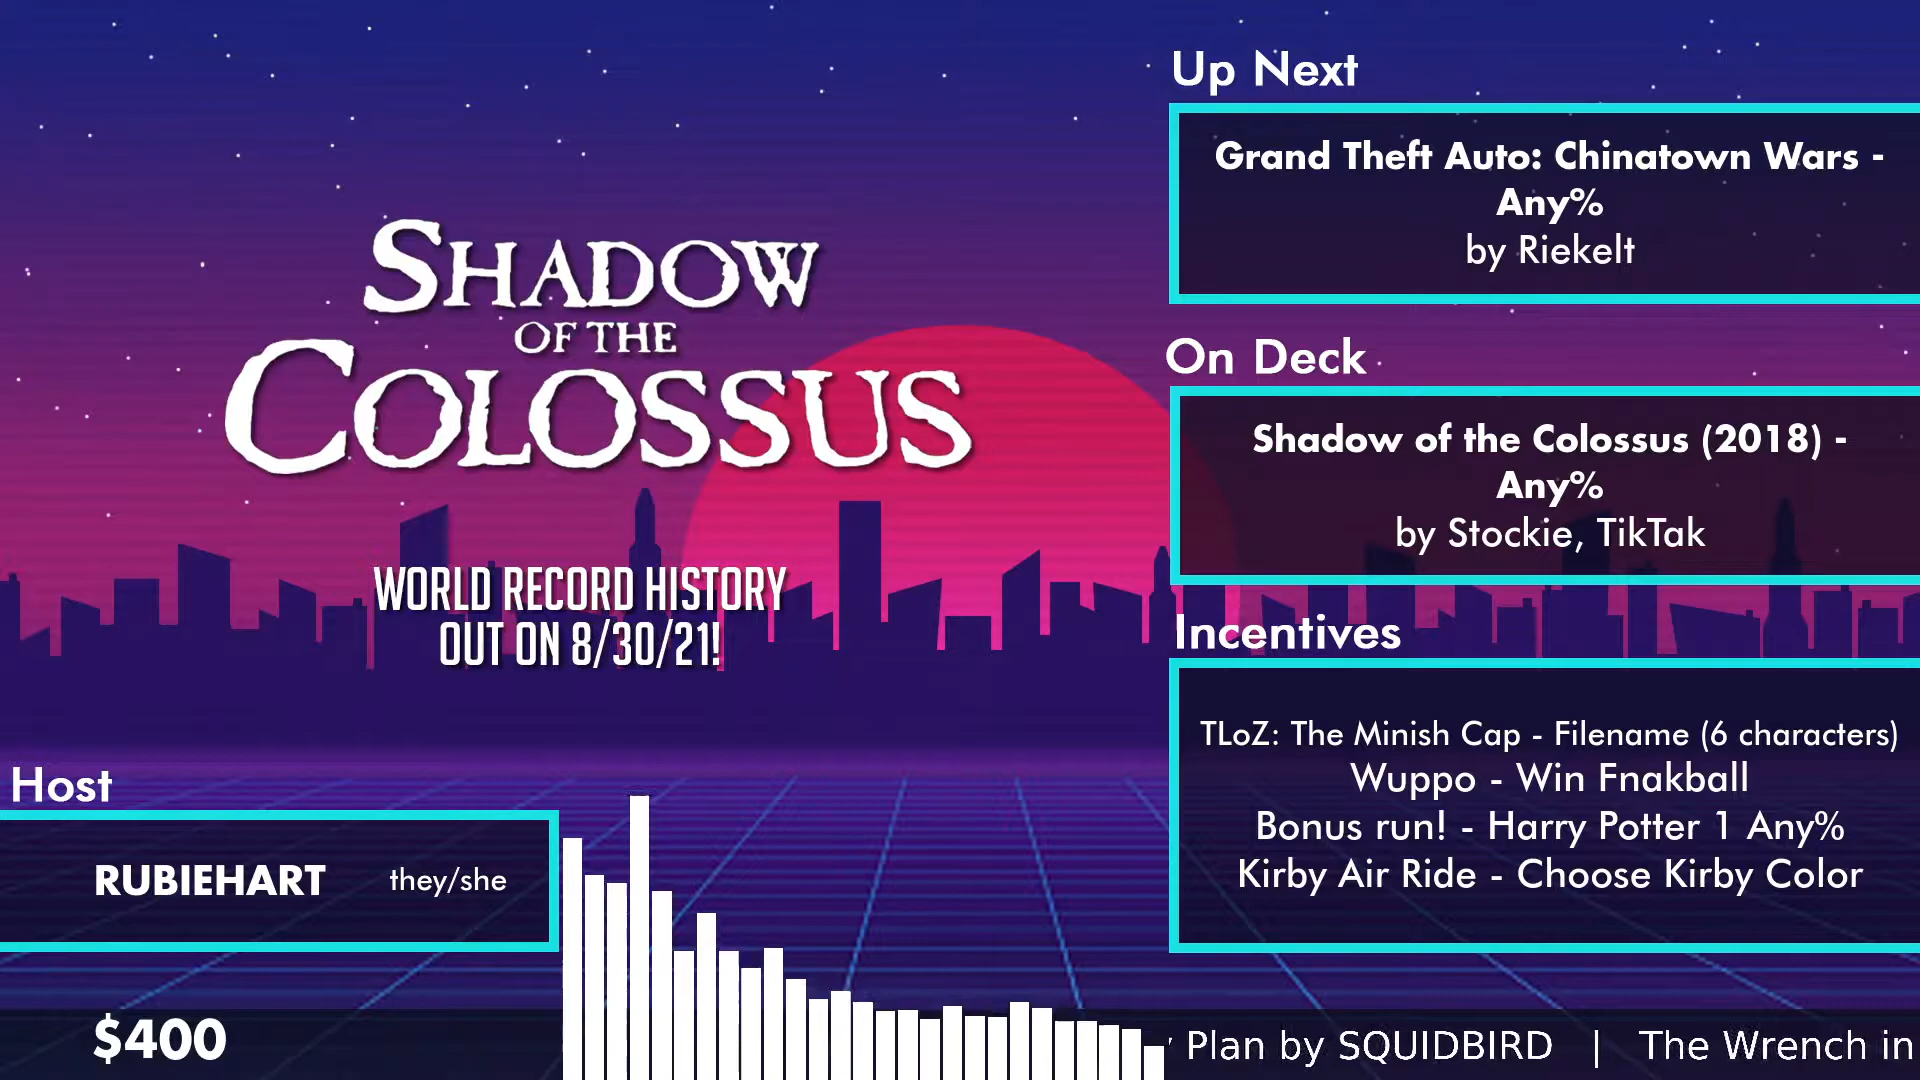 SHADOW
OF THE
COLOSSUS
WORLD RECORD HISTORY
OUT ON 8/30/21!
Up Next
Grand Theft Auto: Chinatown Wars -
Any%
by Riekelt
On Deck
Shadow of the Colossus (2018) -
Any%
by Stockie, TikTak
Incentives
TLoZ: The Minish Cap - Filename (6 characters)
Wuppo - Win Fnakball
Bonus run! - Harry Potter 1 Any%
Kirby Air Ride - Choose Kirby Color
Host
RUBIEHART they/she
$400
Plan by SQUIDBIRD | The Wrench in